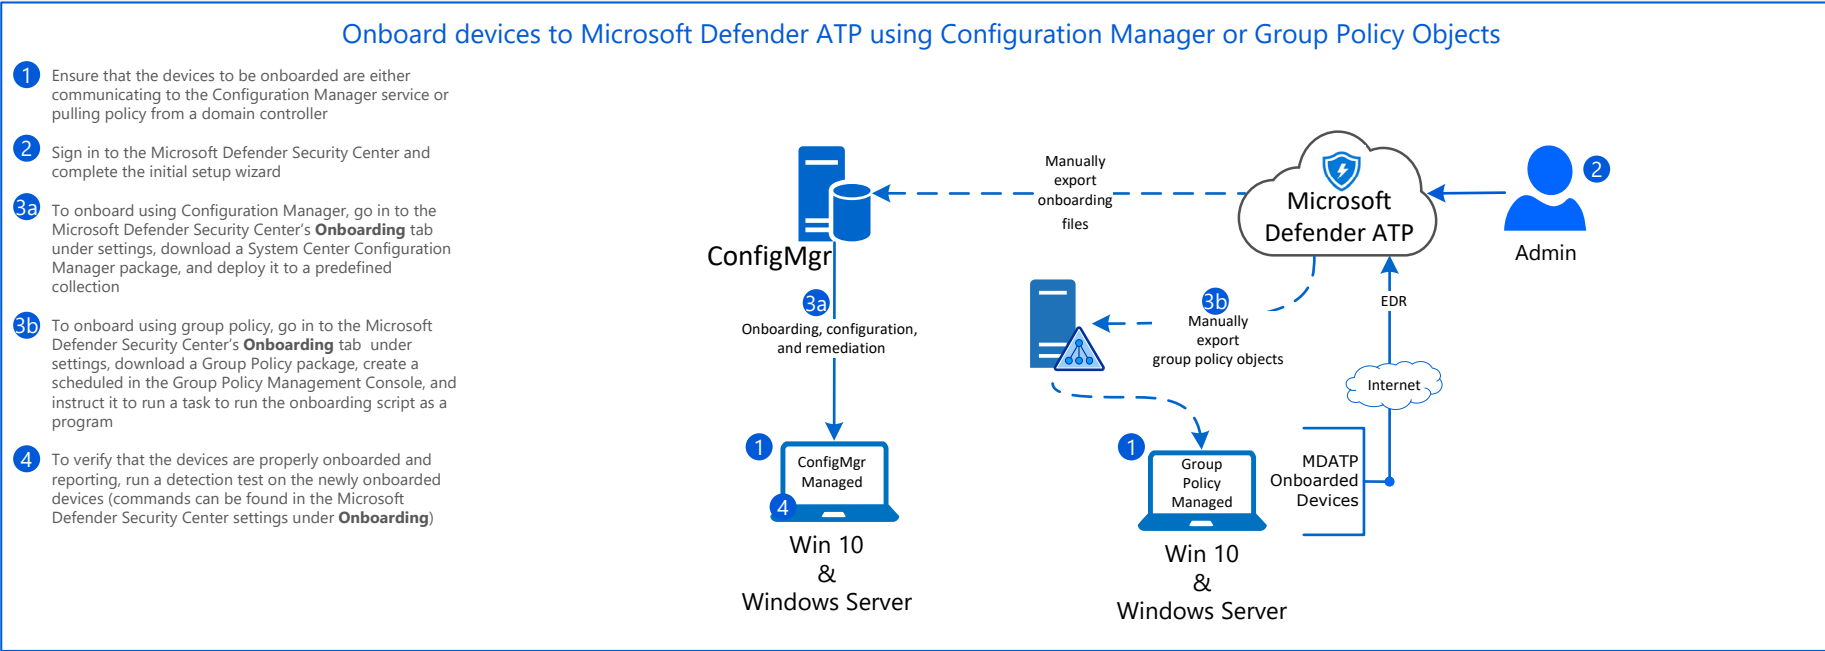 Onboard devices to Microsoft Defender ATP using Configuration Manager or Group Policy Objects
1 Ensure that the devices to be onboarded are either
communicating to the Configuration Manager service or
pulling policy from a domain controller
2 Sign in to the Microsoft Defender Security Center and
complete the initial setup wizard
3a To onboard using Configuration Manager, go in to the
Microsoft Defender Security Center's Onboarding tab
under settings, download a System Center Configuration
Manager package, and deploy it to a predefined
collection
3b To onboard using group policy, go in to the Microsoft
Defender Security Center's Onboarding tab  under
settings, download a Group Policy package, create a
scheduled in the Group Policy Management Console, and
instruct it to run a task to run the onboarding script as a
program
4 To verify that the devices are properly onboarded and
reporting, run a detection test on the newly onboarded
devices (commands can be found in the Microsoft
Defender Security Center settings under Onboarding)
ConfigMgr
Manually
export
onboarding
files
Microsoft
Defender ATP
2
Admin
3a
Onboarding, configuration,
and remediation
3b
Manually
export
group policy objects
EDR
Internet
1
ConfigMgr
Managed
4
Win 10
&
Windows Server
1
Group
Policy
Managed
Win 10
&
Windows Server
MDATP
Onboarded
Devices